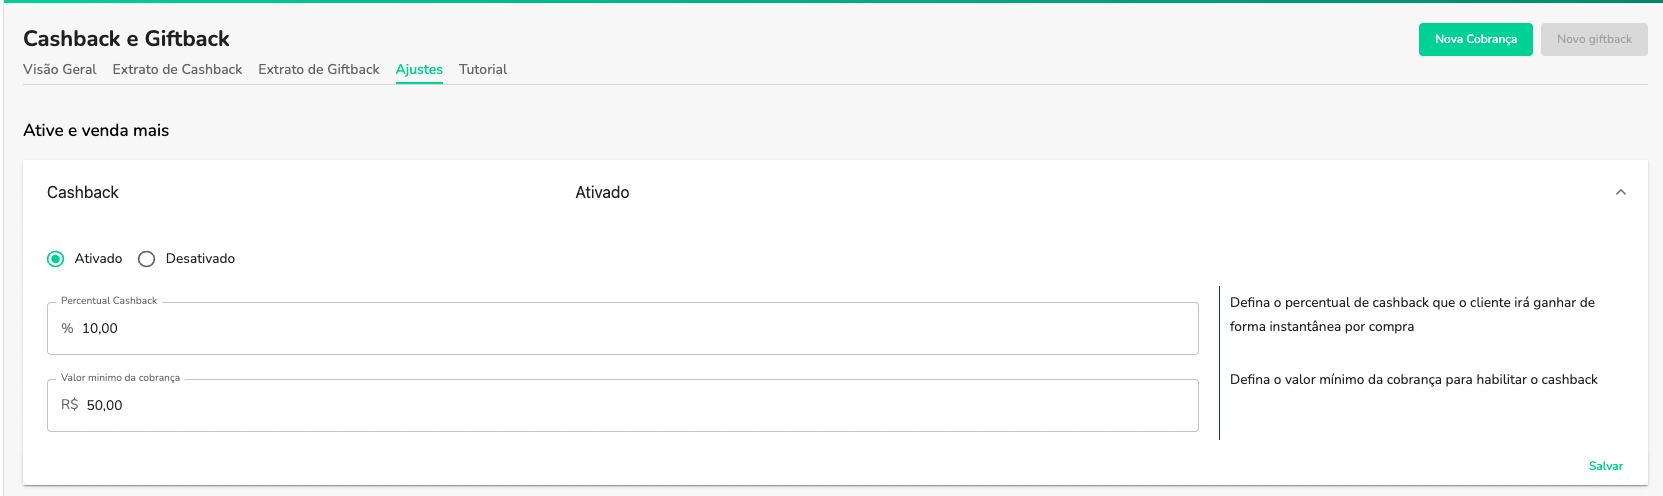 Cashback e Giftback
Nova Cobrança
Novo giftback
Visão Geral Extrato de Cashback Extrato de Giftback Ajustes Tutorial
Ative e venda mais
Cashback Ativado
Ativado Desativado
Percentual Cashback
% 10,00
Defina o percentual de cashback que o cliente irá ganhar de
forma instantânea por compra
Valor minimo da cobrança
R$ 50,00
Defina o valor mínimo da cobrança para habilitar o cashback
Salvar